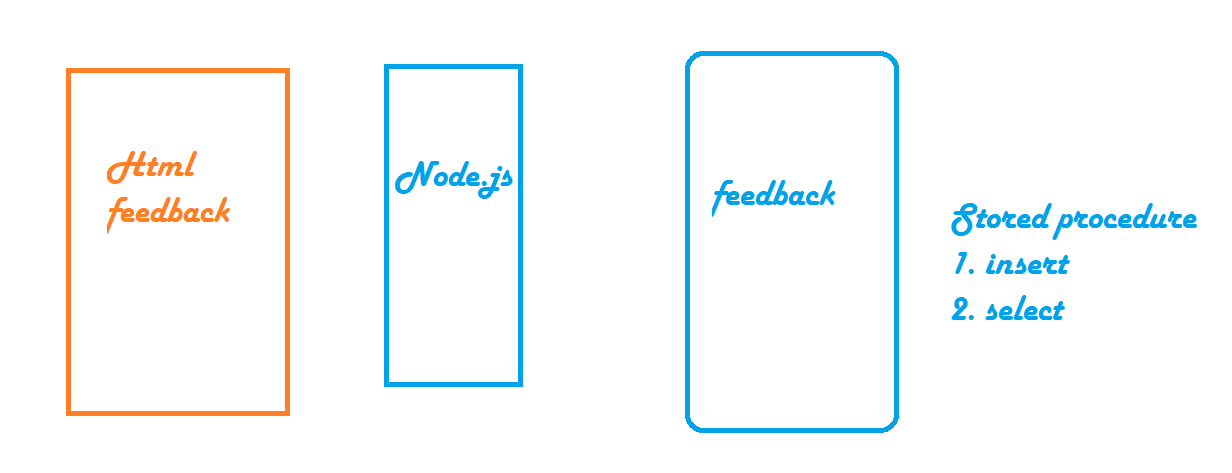 Html
feedback
Node.js
feedback
Stored procedure
1. insert
2. select